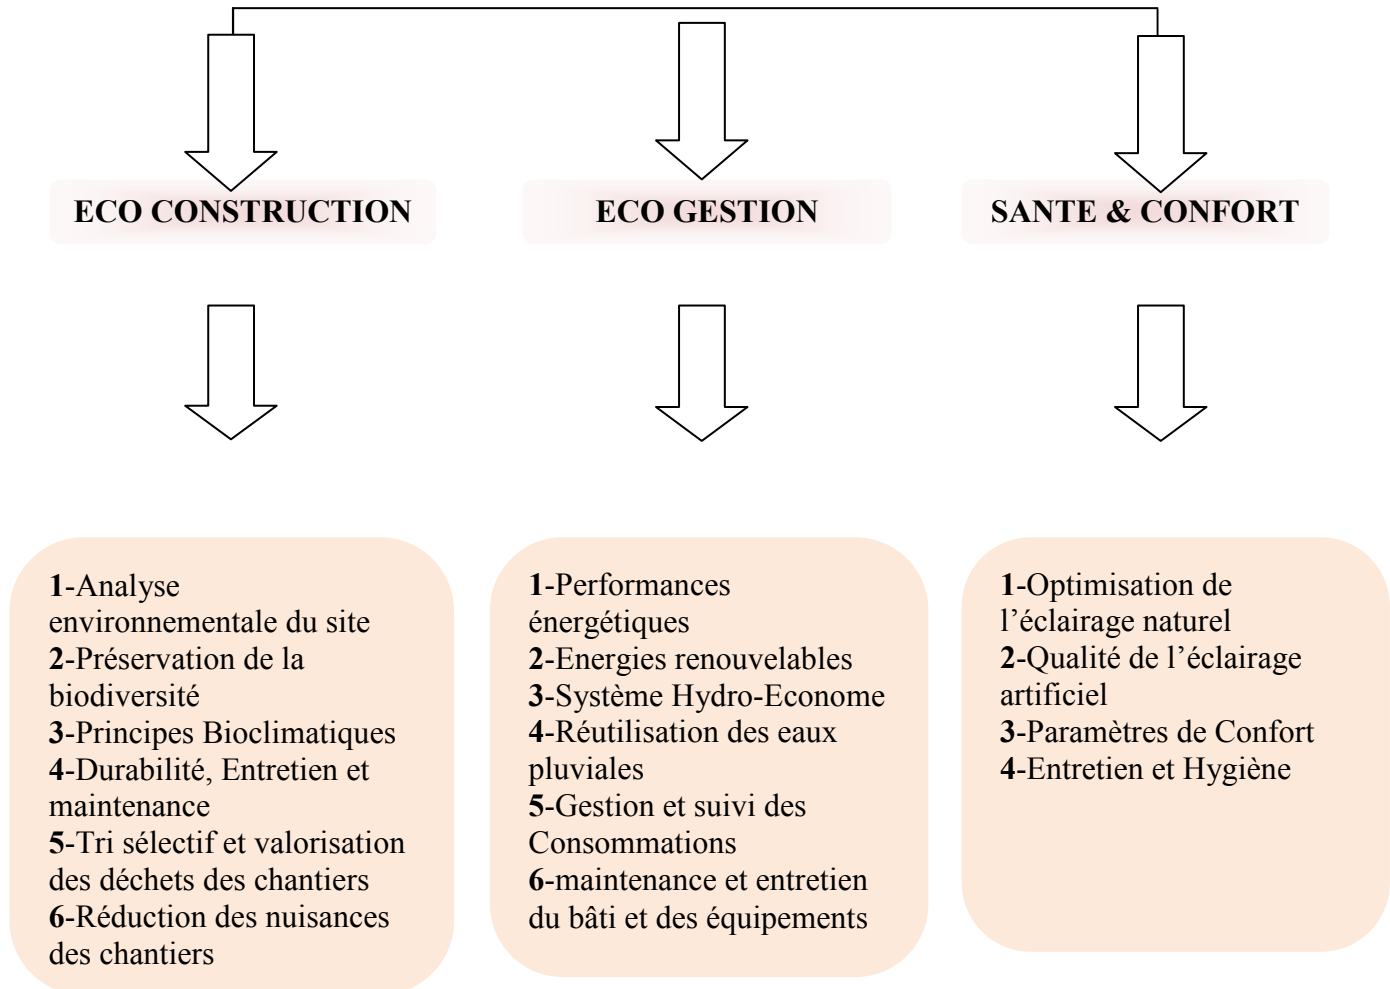 ECO CONSTRUCTION
ECO GESTION
SANTE & CONFORT
1-Analyse
environnementale du site
2-Préservation de la
biodiversité
3-Principes Bioclimatiques
4-Durabilité, Entretien et
maintenance
5-Tri sélectif et valorisation
des déchets des chantiers
6-Réduction des nuisances
des chantiers
1-Performances
énergétiques
2-Energies renouvelables
3-Système Hydro-Econome
4-Réutilisation des eaux
pluviales
5-Gestion et suivi des
Consommations
6-maintenance et entretien
du bâti et des équipements
1-Optimisation de
l’éclairage naturel
2-Qualité de l’éclairage
artificiel
3-Paramètres de Confort
4-Entretien et Hygiène